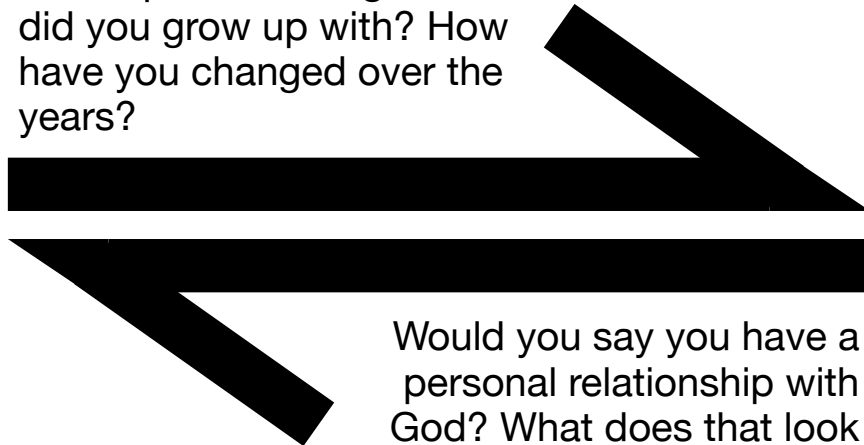 did you grow up with? How
have you changed over the
years?
Would you say you have a
personal relationship with
God? What does that look